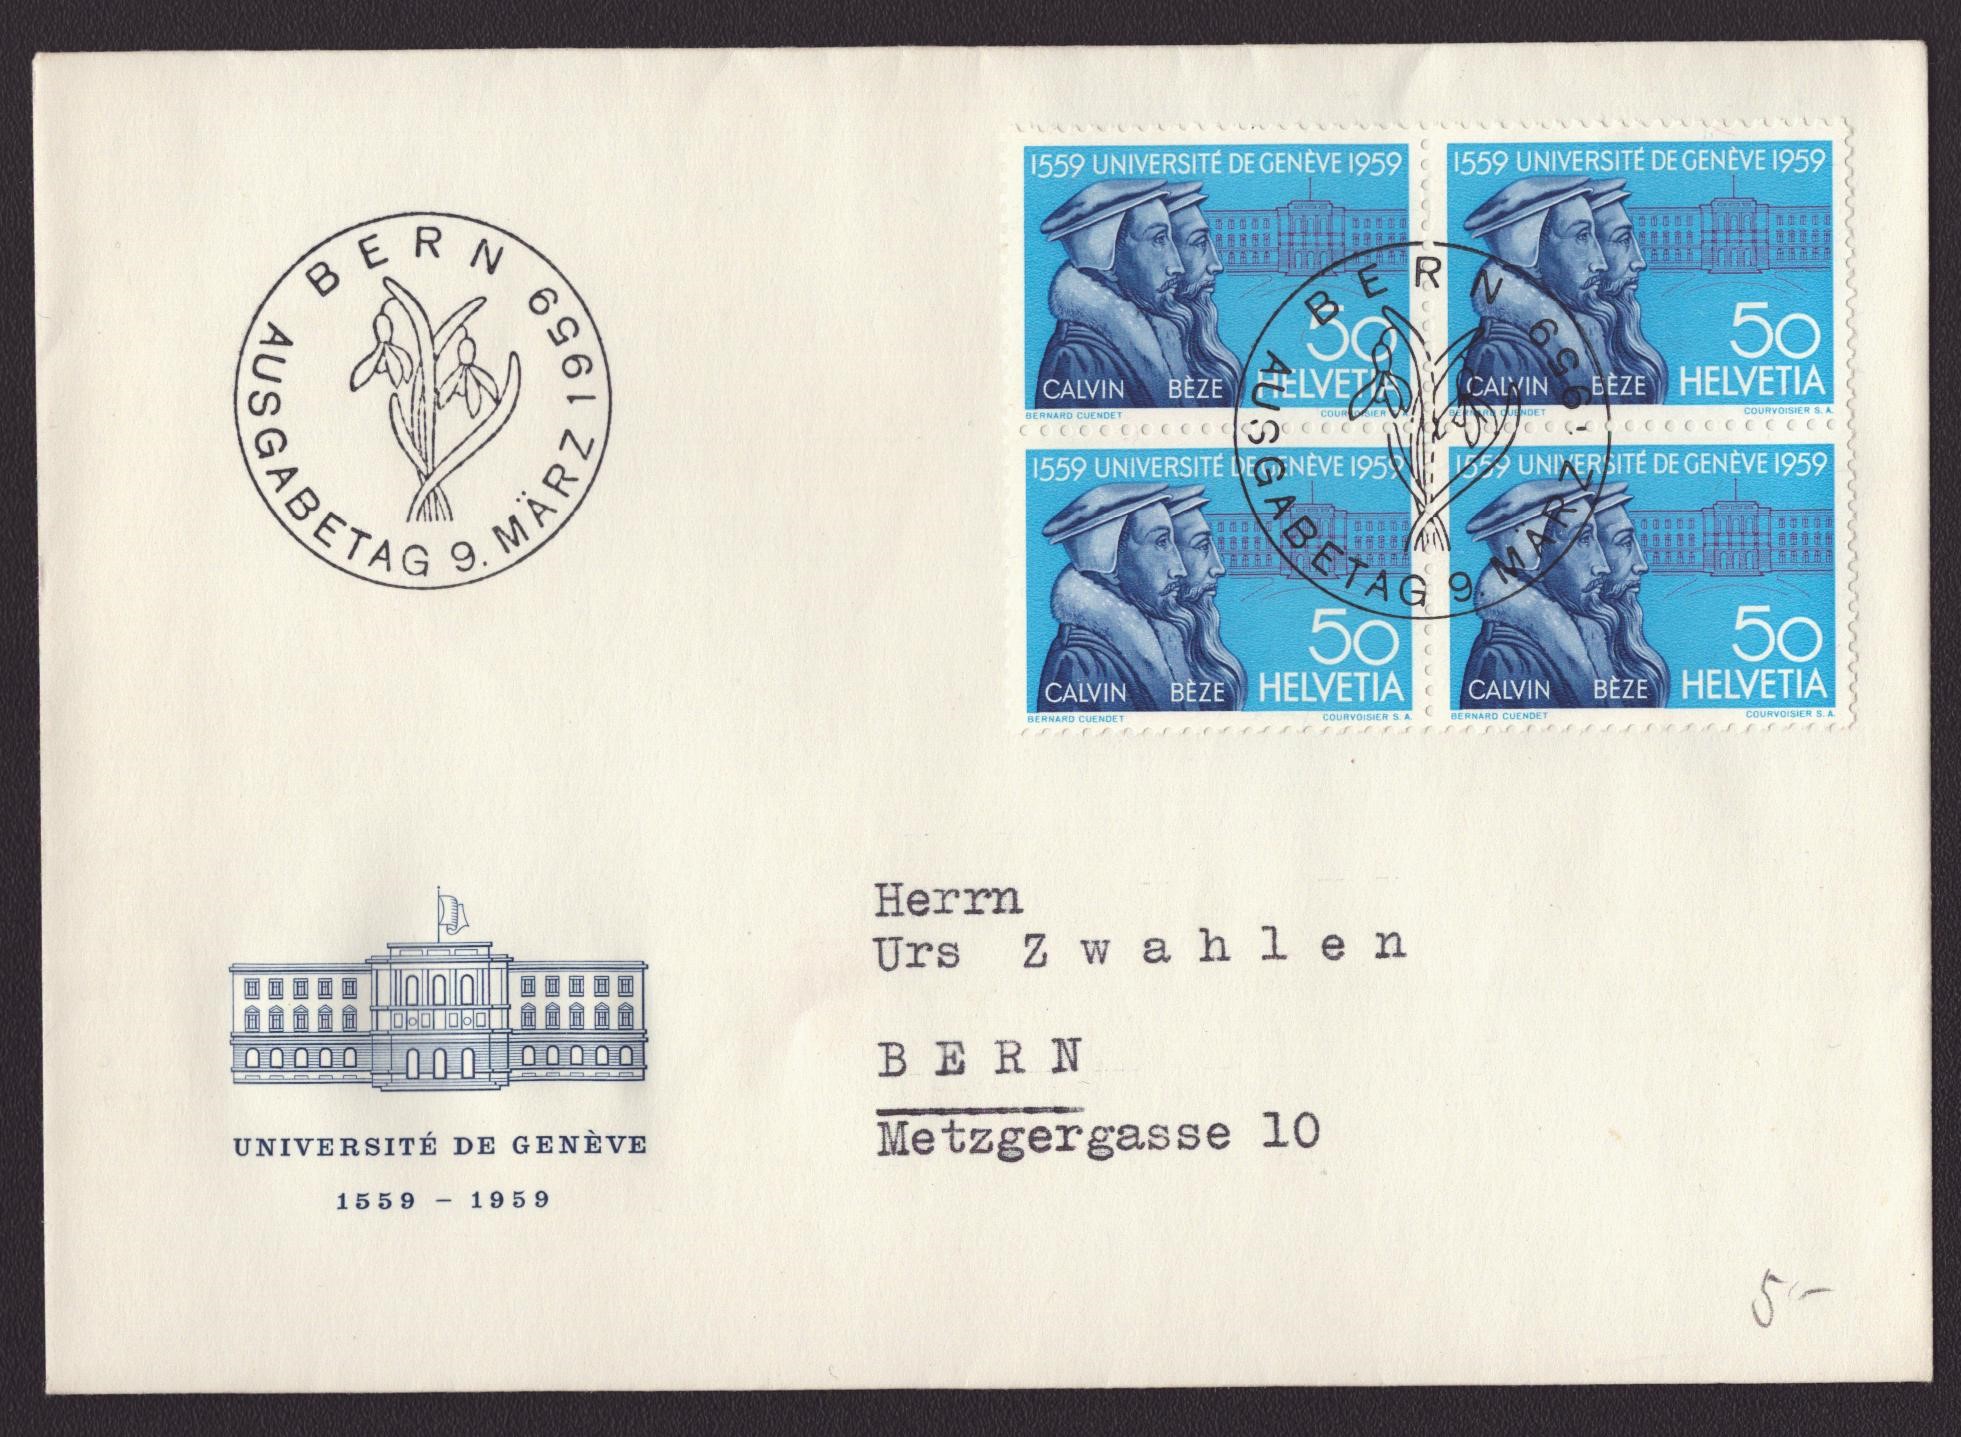 BERN
AUSGABETAG 9. MÄRZ 1959
1559 UNIVERSITÉ DE GENÈVE 1959
50
CALVIN BÈZE HELVETIA
BERNARD CUENDET COURVOISIER S.A.
1559 UNIVERSITÉ DE GENÈVE 1959
50
CALVIN BÈZE HELVETIA
BERNARD CUENDET COURVOISIER S.A.
1559 UNIVERSITÉ DE GENÈVE 1959
50
CALVIN BÈZE HELVETIA
BERNARD CUENDET COURVOISIER S.A.
1559 UNIVERSITÉ DE GENÈVE 1959
50
CALVIN BÈZE HELVETIA
BERNARD CUENDET COURVOISIER S.A.
BERN
AUSGABETAG 9. MÄRZ 1959
Herrn
Urs Zwahlen
BERN
Metzgergasse 10
UNIVERSITÉ DE GENÈVE
1559 - 1959
5.-